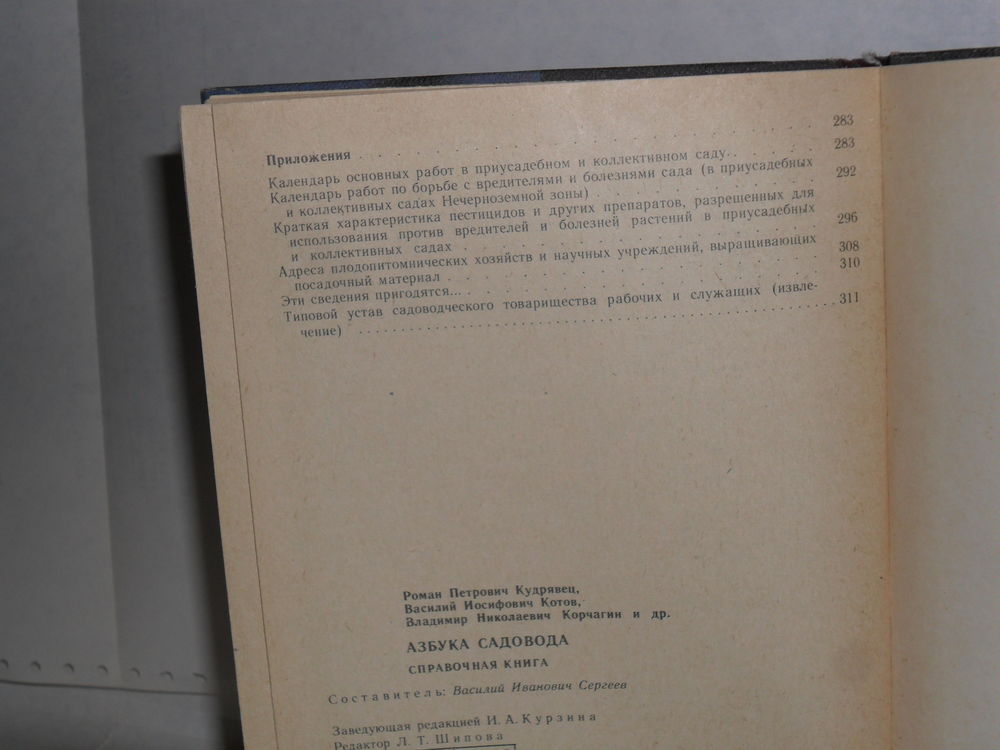 Приложения . . . . . . . . . . . . . . . . . . 283
Календарь основных работ в приусадебном и коллективном саду. . . . . . 283
Календарь работ по борьбе с вредителями и болезнями сада (в приусадебных
и коллективных садах Нечерноземной зоны) . . . . . . . . . . . 292
Краткая характеристика пестицидов и других препаратов, разрешенных для
использования против вредителей и болезней растений в приусадебных
и коллективных садах . . . . . . . . . . . . . . . . . 296
Адреса плодопитомнических хозяйств и научных учреждений, выращивающих
посадочный материал . . . . . . . . . . . . . . . . . 308
Эти сведения пригодятся... . . . . . . . . . . . . . . . . 310
Типовой устав садоводческого товарищества рабочих и служащих (извле-
чение) . . . . . . . . . . . . . . . . . . . . . . 311
Роман Петрович Кудрявец,
Василий Иосифович Котов,
Владимир Николаевич Корчагин и др.
АЗБУКА САДОВОДА
СПРАВОЧНАЯ КНИГА
Составитель: Василий Иванович Сергеев
Заведующая редакцией И. А. Курзина
Редактор Л. Т. Шипова